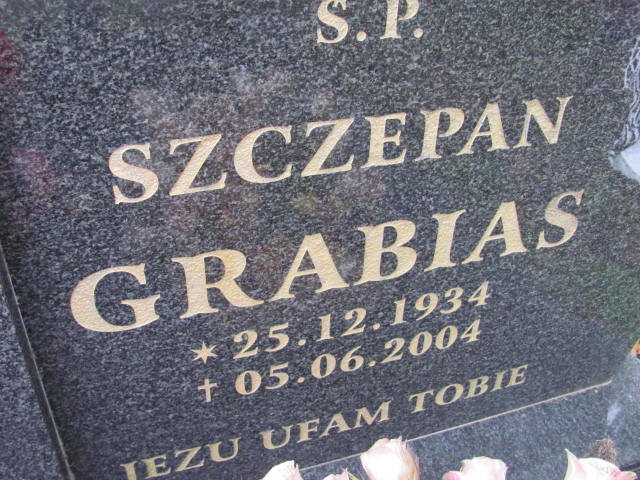 Ś.P.
SZCZEPAN
GRABIAS
✶ 25.12.1934
† 05.06.2004
JEZU UFAM TOBIE